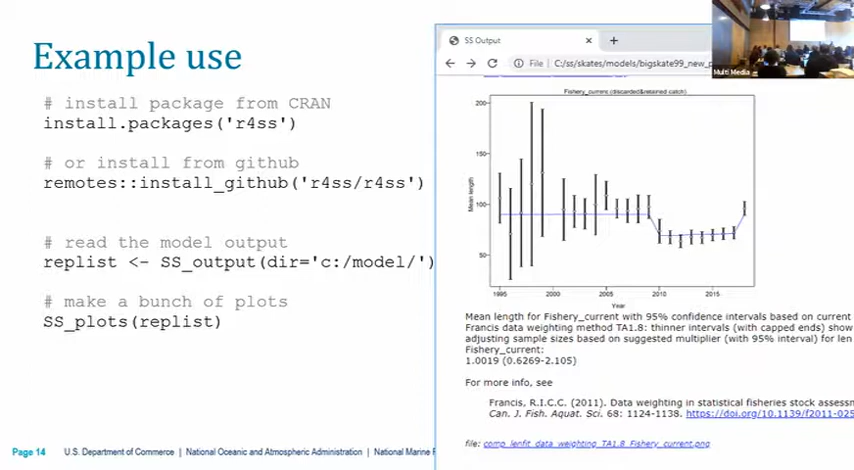 Example use
# install package from CRAN
install.packages('r4ss')
# or install from github
remotes::install_github('r4ss/r4ss')
# read the model output
replist <- SS_output(dir='c:/model/')
# make a bunch of plots
SS_plots(replist)
Page 14 U.S. Department of Commerce | National Oceanic and Atmospheric Administration | National Marine
SS Output
File C:/ss/skates/models/bigskate99_new_p
Multi Media
Fishery_current (discarded&retained catch)
Mean length
200
150
100
50
1995 2000 2005 2010 2015
Year
Mean length for Fishery_current with 95% confidence intervals based on current
Francis data weighting method TA1.8: thinner intervals (with capped ends) show
adjusting sample sizes based on suggested multiplier (with 95% interval) for len
Fishery_current:
1.0019 (0.6269-2.105)
For more info, see
Francis, R.I.C.C. (2011). Data weighting in statistical fisheries stock assessm
Can. J. Fish. Aquat. Sci. 68: 1124-1138. https://doi.org/10.1139/f2011-025
file: comp_lenfit_data_weighting_TA1.8_Fishery_current.png